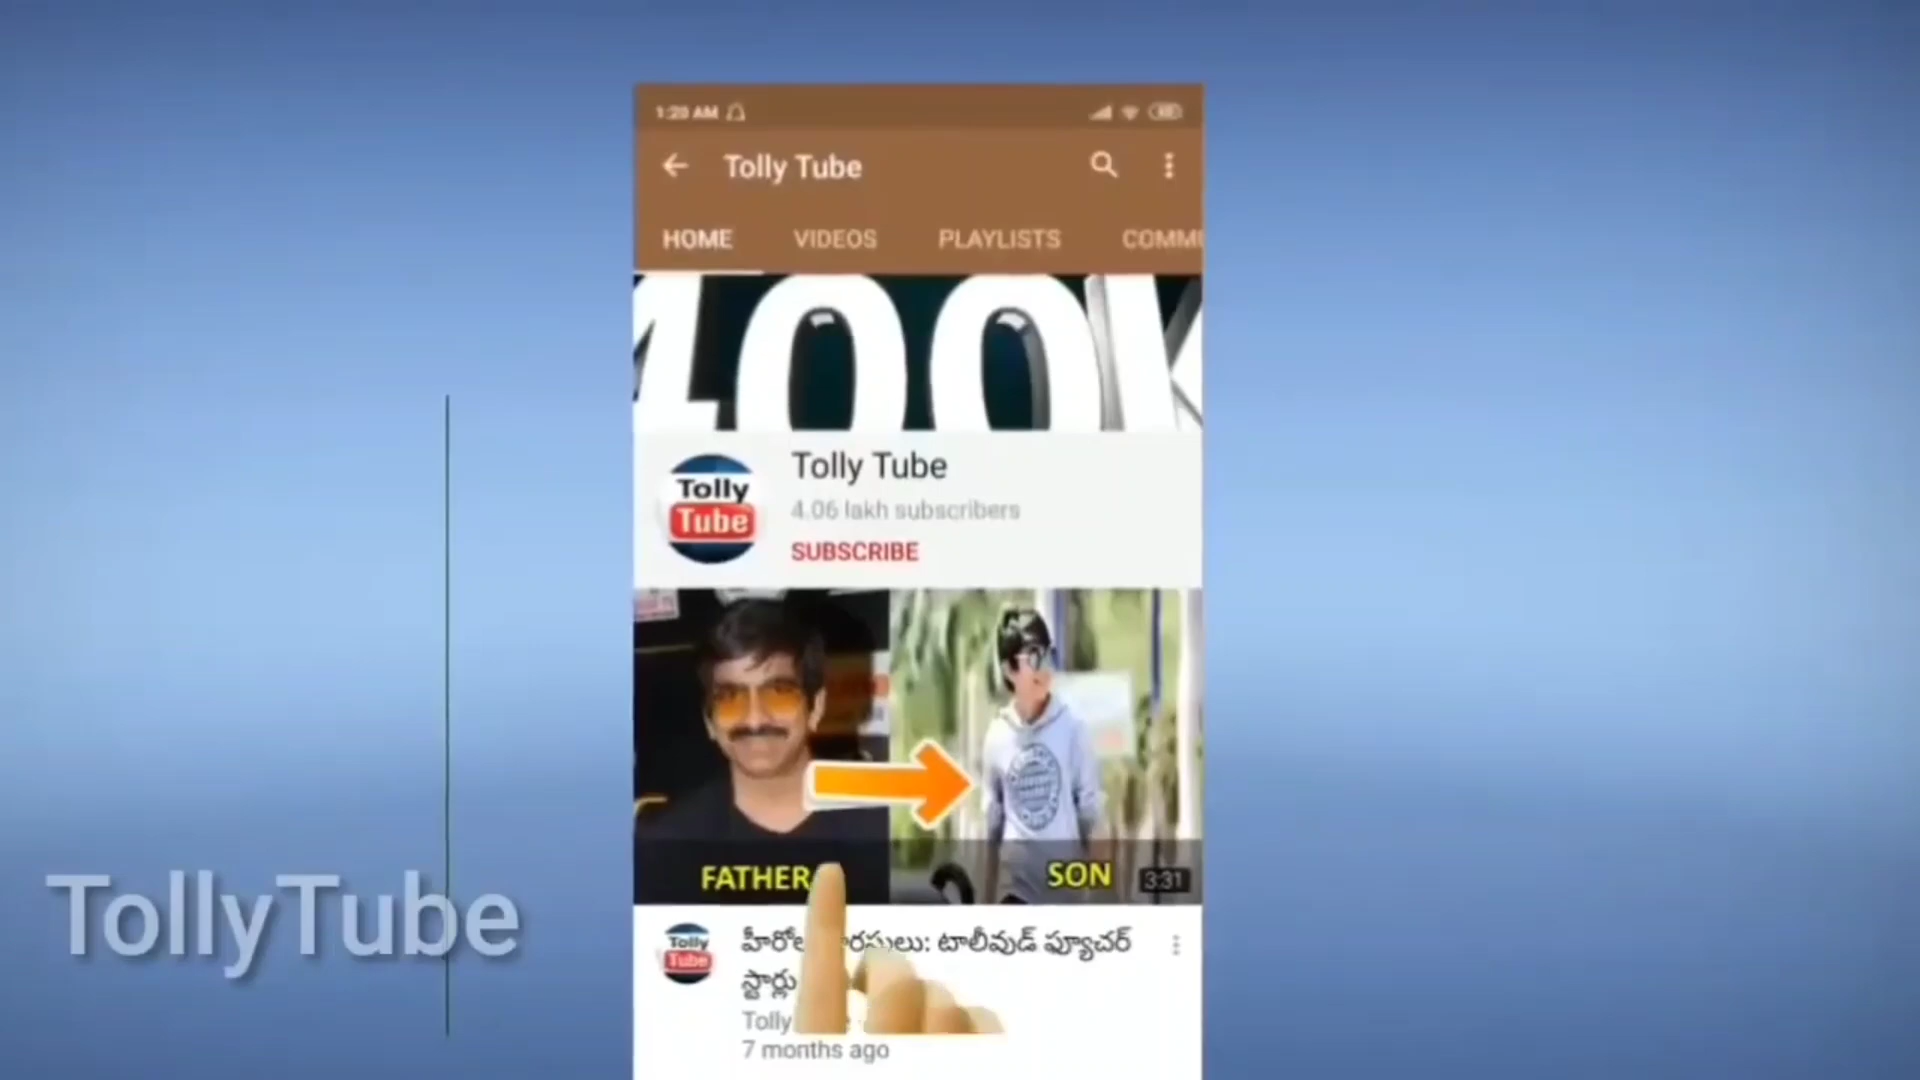 1:20 AM
Tolly Tube
HOME VIDEOS PLAYLISTS COMMU
400K
Tolly Tube
Tolly
Tube
4.06 lakh subscribers
SUBSCRIBE
FATHER
SON
3:31
Tolly
Tube
టాలీవుడ్ ఫ్యూచర్
స్టార్లు
Tolly
7 months ago
TollyTube